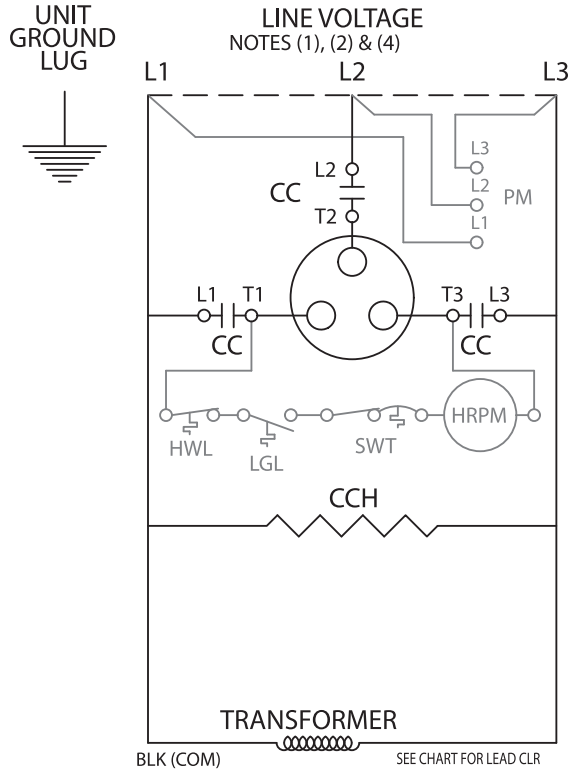 UNIT
GROUND
LUG
LINE VOLTAGE
NOTES (1), (2) & (4)
L1
L2
L3
L3
L2
L1
PM
L2
CC
T2
L1
T1
T3
L3
CC
CC
HWL
LGL
SWT
HRPM
CCH
TRANSFORMER
BLK (COM)
SEE CHART FOR LEAD CLR